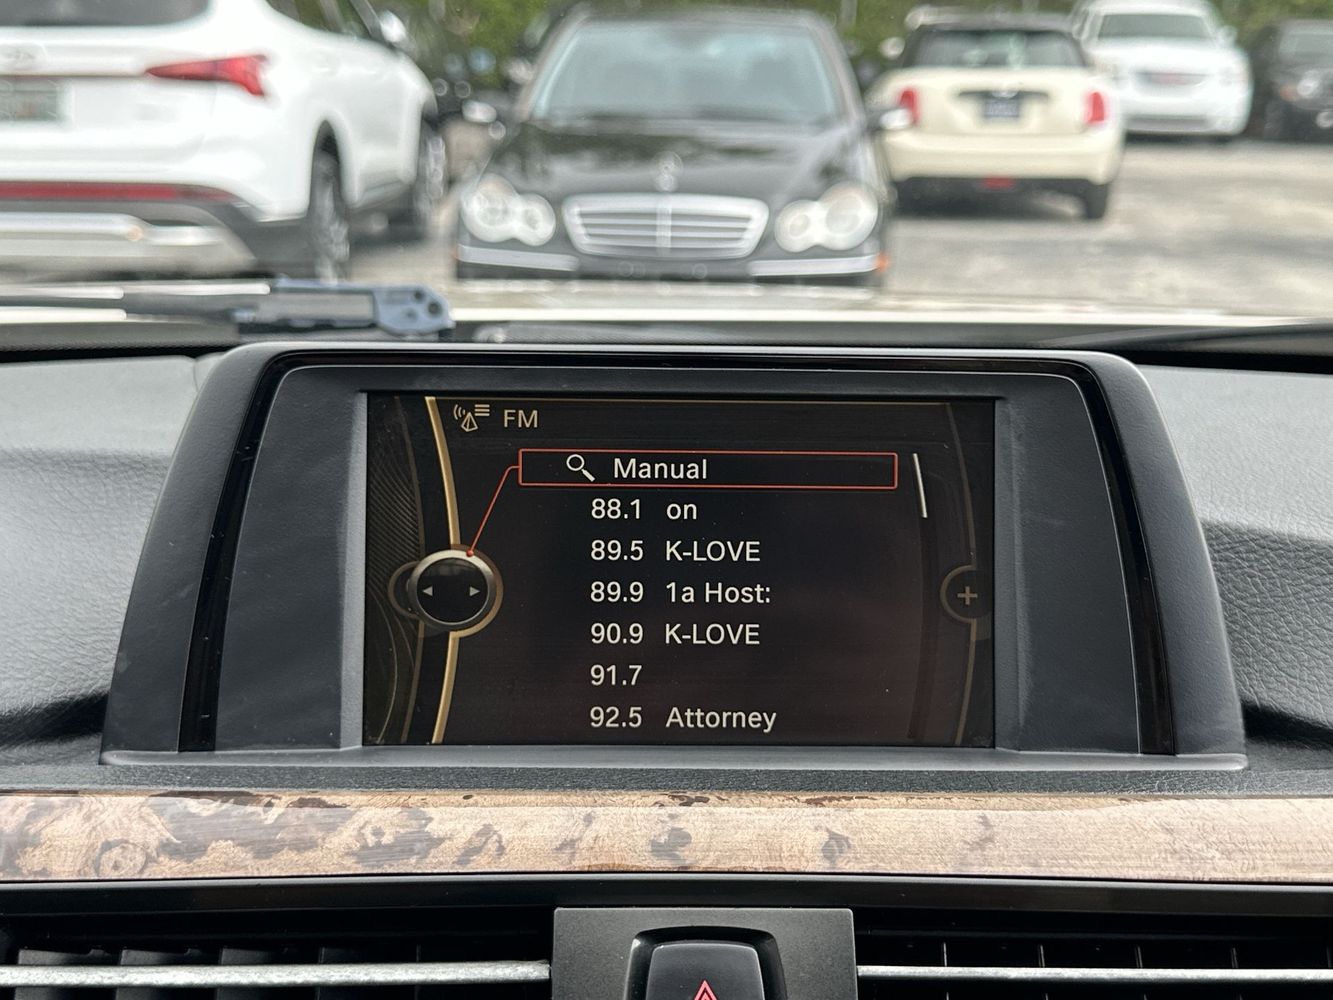 FM
Manual
88.1 on
89.5 K-LOVE
89.9 1a Host:
90.9 K-LOVE
91.7
92.5 Attorney